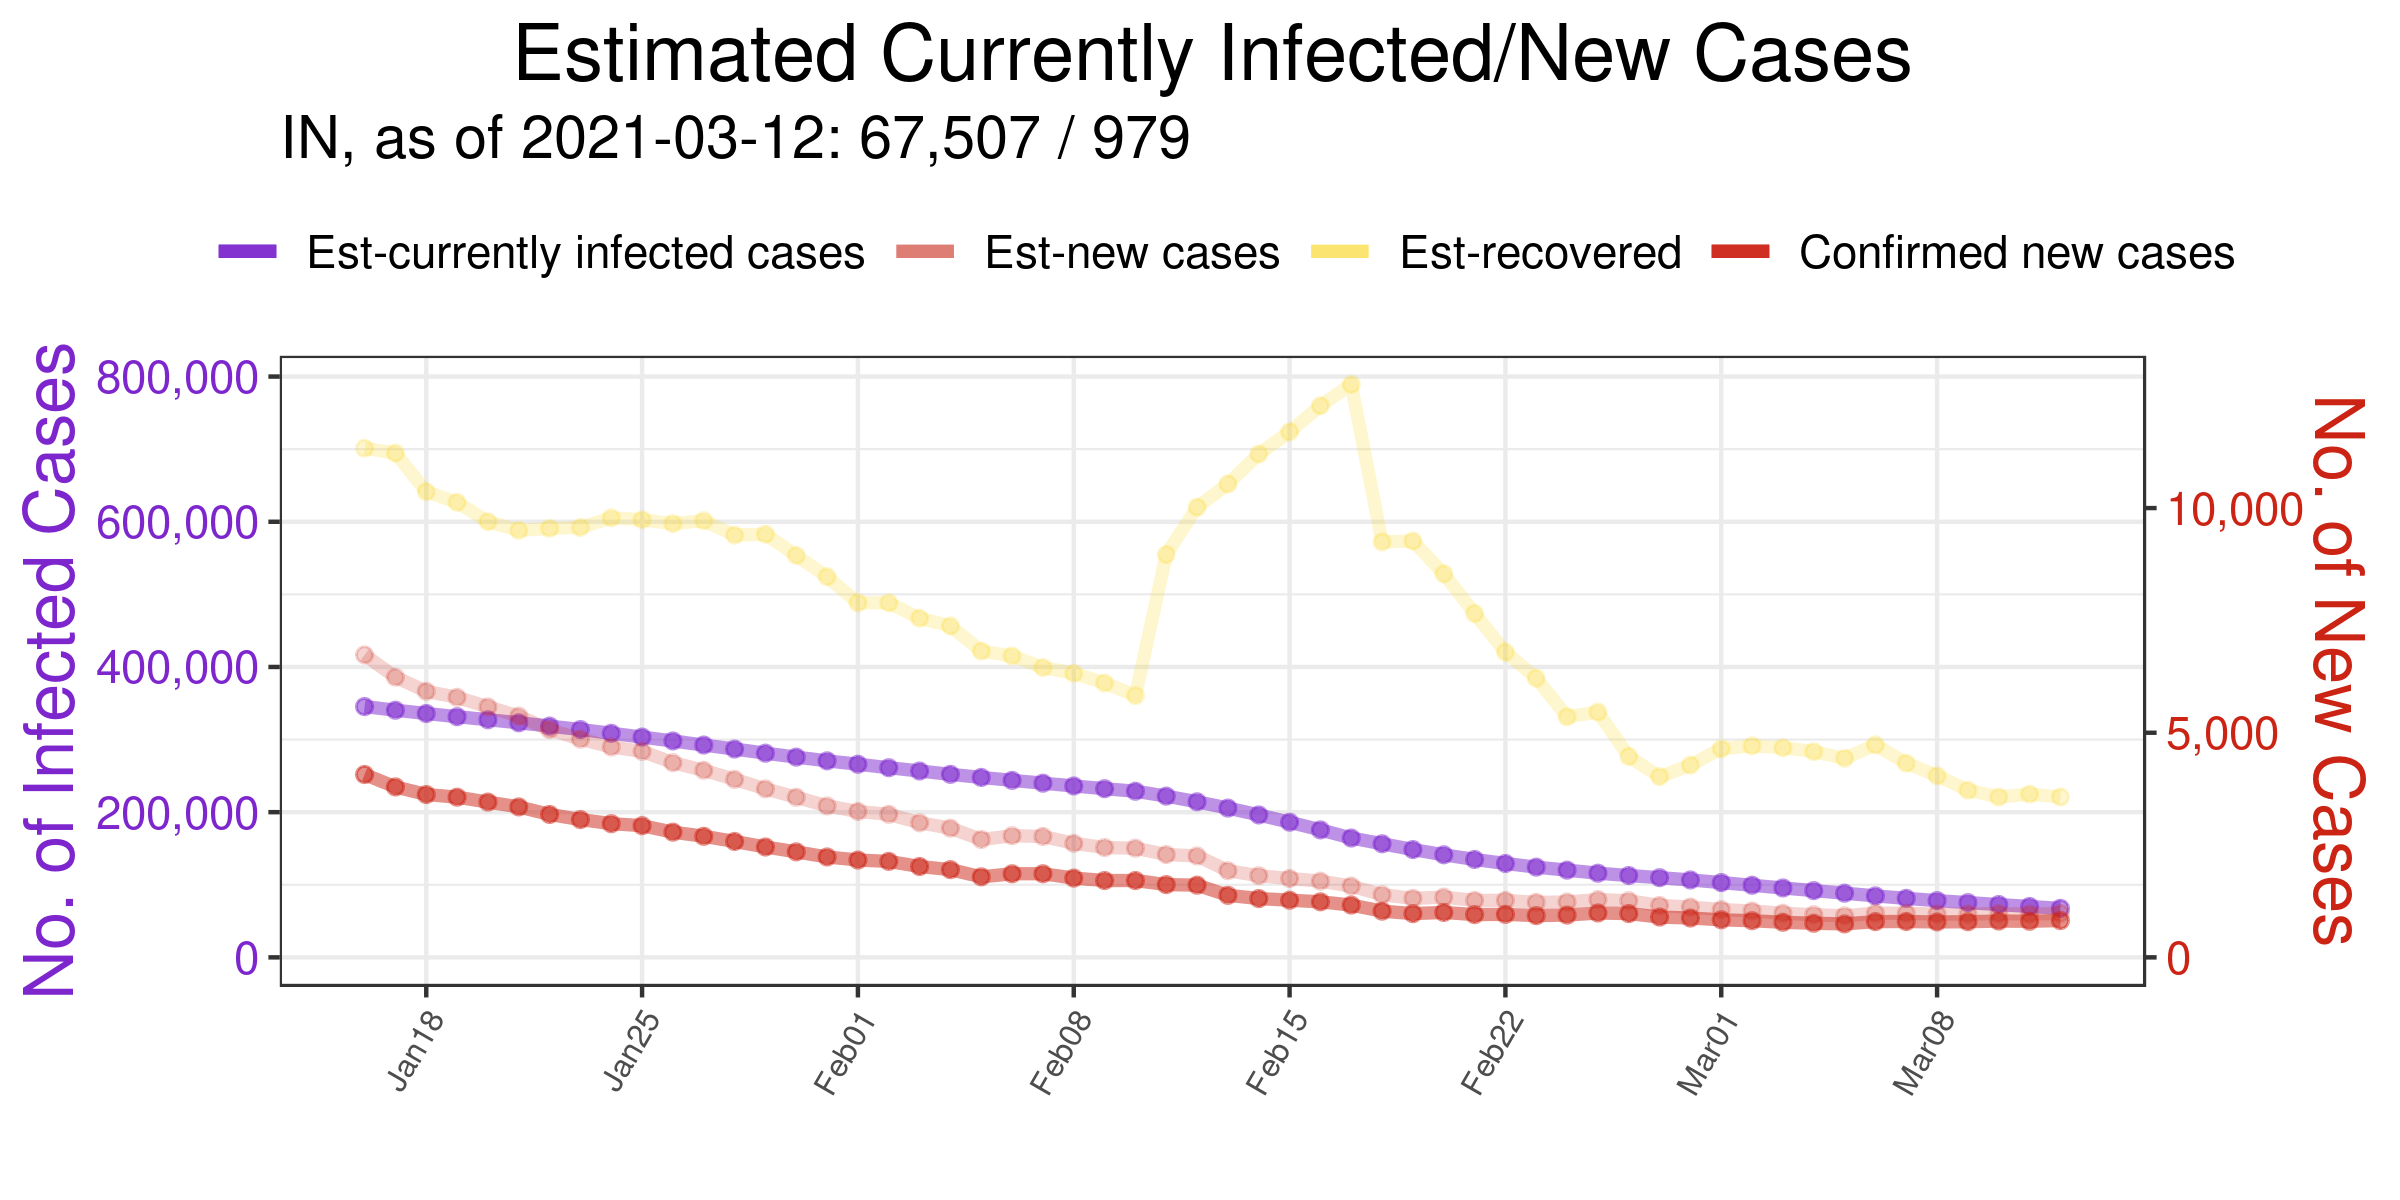 Estimated Currently Infected/New Cases
IN, as of 2021-03-12: 67,507 / 979
Est-currently infected cases
Est-new cases
Est-recovered
Confirmed new cases
No. of Infected Cases
800,000
600,000
400,000
200,000
0
10,000
5,000
0
No. of New Cases
Jan18
Jan25
Feb01
Feb08
Feb15
Feb22
Mar01
Mar08